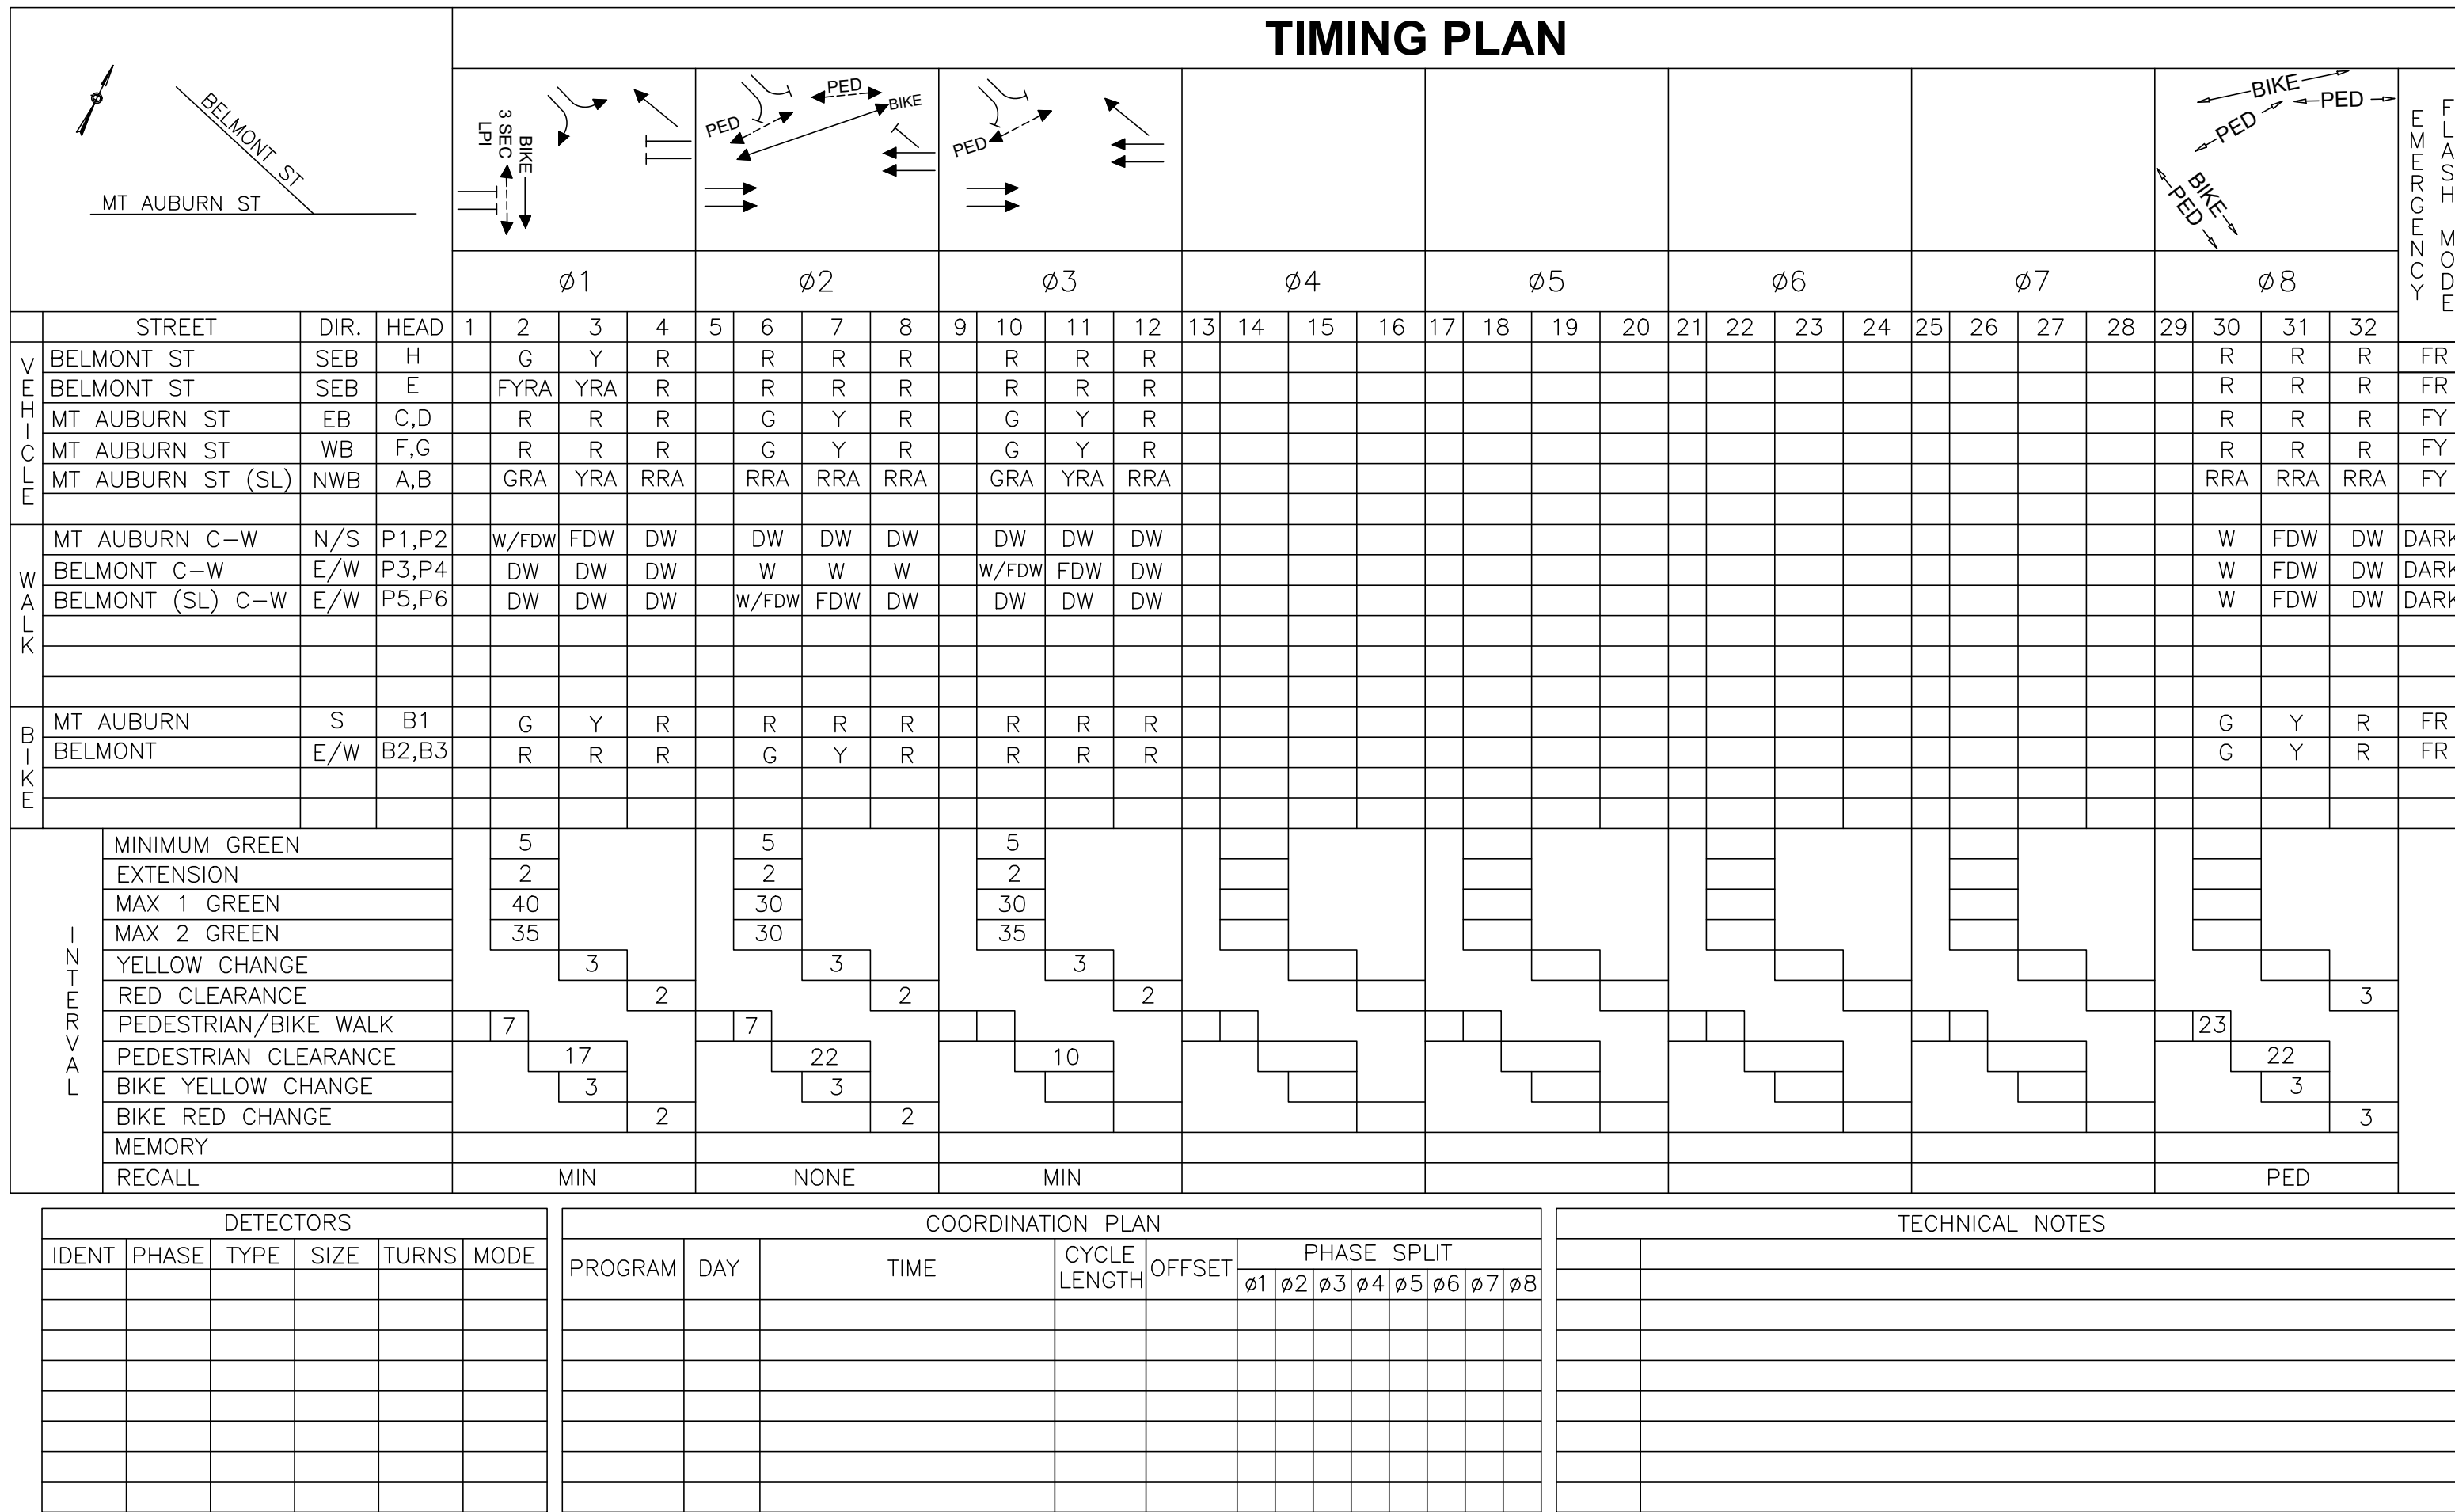 TIMING PLAN
BELMONT ST
MT AUBURN ST
3 SEC LPI
BIKE
PED
PED
BIKE
PED
BIKE
PED
PED
BIKE
PED
EMERGENCY
FLASH MODE
ø1 ø2 ø3 ø4 ø5 ø6 ø7 ø8
STREET DIR. HEAD 1 2 3 4 5 6 7 8 9 10 11 12 13 14 15 16 17 18 19 20 21 22 23 24 25 26 27 28 29 30 31 32
VEHICLE
BELMONT ST SEB H G Y R R R R R R R R R R FR
BELMONT ST SEB E FYRA YRA R R R R R R R R R R FR
MT AUBURN ST EB C,D R R R G Y R G Y R R R R FY
MT AUBURN ST WB F,G R R R G Y R G Y R R R R FY
MT AUBURN ST (SL) NWB A,B GRA YRA RRA RRA RRA RRA GRA YRA RRA RRA RRA RRA FY
WALK
MT AUBURN C-W N/S P1,P2 W/FDW FDW DW DW DW DW DW DW DW W FDW DW DARK
BELMONT C-W E/W P3,P4 DW DW DW W W W W/FDW FDW DW W FDW DW DARK
BELMONT (SL) C-W E/W P5,P6 DW DW DW W/FDW FDW DW DW DW DW W FDW DW DARK
BIKE
MT AUBURN S B1 G Y R R R R R R R G Y R FR
BELMONT E/W B2,B3 R R R G Y R R R R G Y R FR
INTERVAL
MINIMUM GREEN 5 5 5
EXTENSION 2 2 2
MAX 1 GREEN 40 30 30
MAX 2 GREEN 35 30 35
YELLOW CHANGE 3 3 3
RED CLEARANCE 2 2 2 3
PEDESTRIAN/BIKE WALK 7 7 23
PEDESTRIAN CLEARANCE 17 22 10 22
BIKE YELLOW CHANGE 3 3 3
BIKE RED CHANGE 2 2 3
MEMORY
RECALL MIN NONE MIN PED
DETECTORS
IDENT PHASE TYPE SIZE TURNS MODE
COORDINATION PLAN
PROGRAM DAY TIME CYCLE LENGTH OFFSET PHASE SPLIT
ø1 ø2 ø3 ø4 ø5 ø6 ø7 ø8
TECHNICAL NOTES